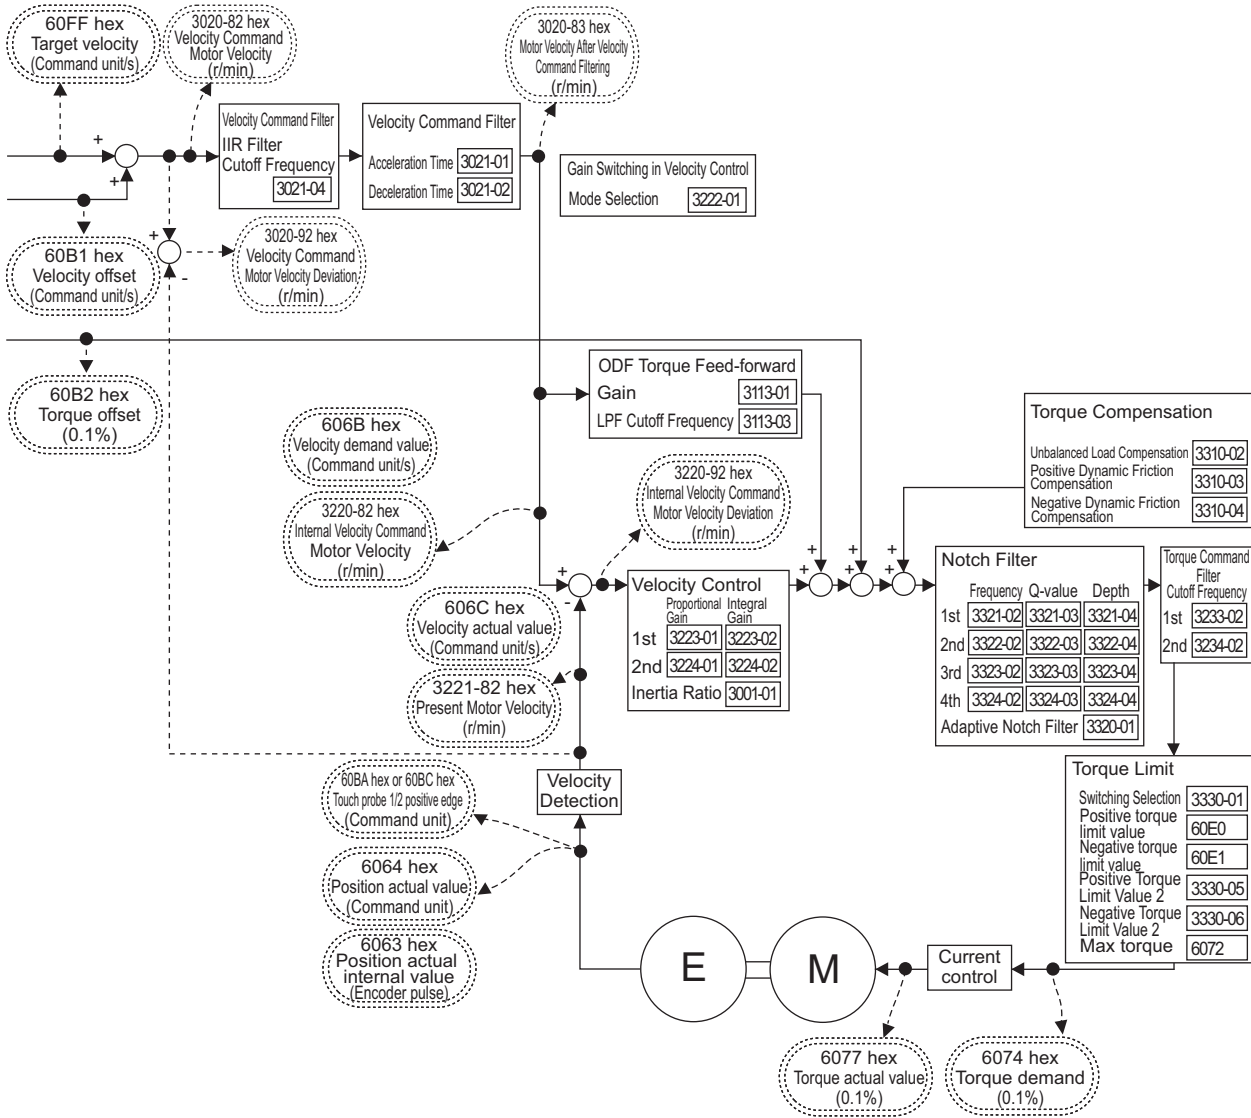 60FF hex
Target velocity
(Command unit/s)
3020-82 hex
Velocity Command
Motor Velocity
(r/min)
3020-83 hex
Motor Velocity After Velocity
Command Filtering
(r/min)
+
+
Velocity Command Filter
IIR Filter
Cutoff Frequency
3021-04
Velocity Command Filter
Acceleration Time 3021-01
Deceleration Time 3021-02
Gain Switching in Velocity Control
Mode Selection 3222-01
60B1 hex
Velocity offset
(Command unit/s)
+
-
3020-92 hex
Velocity Command
Motor Velocity Deviation
(r/min)
60B2 hex
Torque offset
(0.1%)
ODF Torque Feed-forward
Gain 3113-01
LPF Cutoff Frequency 3113-03
Torque Compensation
Unbalanced Load Compensation 3310-02
Positive Dynamic Friction
Compensation 3310-03
Negative Dynamic Friction
Compensation 3310-04
606B hex
Velocity demand value
(Command unit/s)
3220-82 hex
Internal Velocity Command
Motor Velocity
(r/min)
3220-92 hex
Internal Velocity Command
Motor Velocity Deviation
(r/min)
+
-
Velocity Control
Proportional Gain Integral Gain
1st 3223-01 3223-02
2nd 3224-01 3224-02
Inertia Ratio 3001-01
+
+
+
+
+
+
Notch Filter
Frequency Q-value Depth
1st 3321-02 3321-03 3321-04
2nd 3322-02 3322-03 3322-04
3rd 3323-02 3323-03 3323-04
4th 3324-02 3324-03 3324-04
Adaptive Notch Filter 3320-01
Torque Command
Filter
Cutoff Frequency
1st 3233-02
2nd 3234-02
606C hex
Velocity actual value
(Command unit/s)
3221-82 hex
Present Motor Velocity
(r/min)
Velocity
Detection
60BA hex or 60BC hex
Touch probe 1/2 positive edge
(Command unit)
6064 hex
Position actual value
(Command unit)
6063 hex
Position actual
internal value
(Encoder pulse)
Torque Limit
Switching Selection 3330-01
Positive torque
limit value 60E0
Negative torque
limit value 60E1
Positive Torque
Limit Value 2 3330-05
Negative Torque
Limit Value 2 3330-06
Max torque 6072
E
M
Current
control
6077 hex
Torque actual value
(0.1%)
6074 hex
Torque demand
(0.1%)